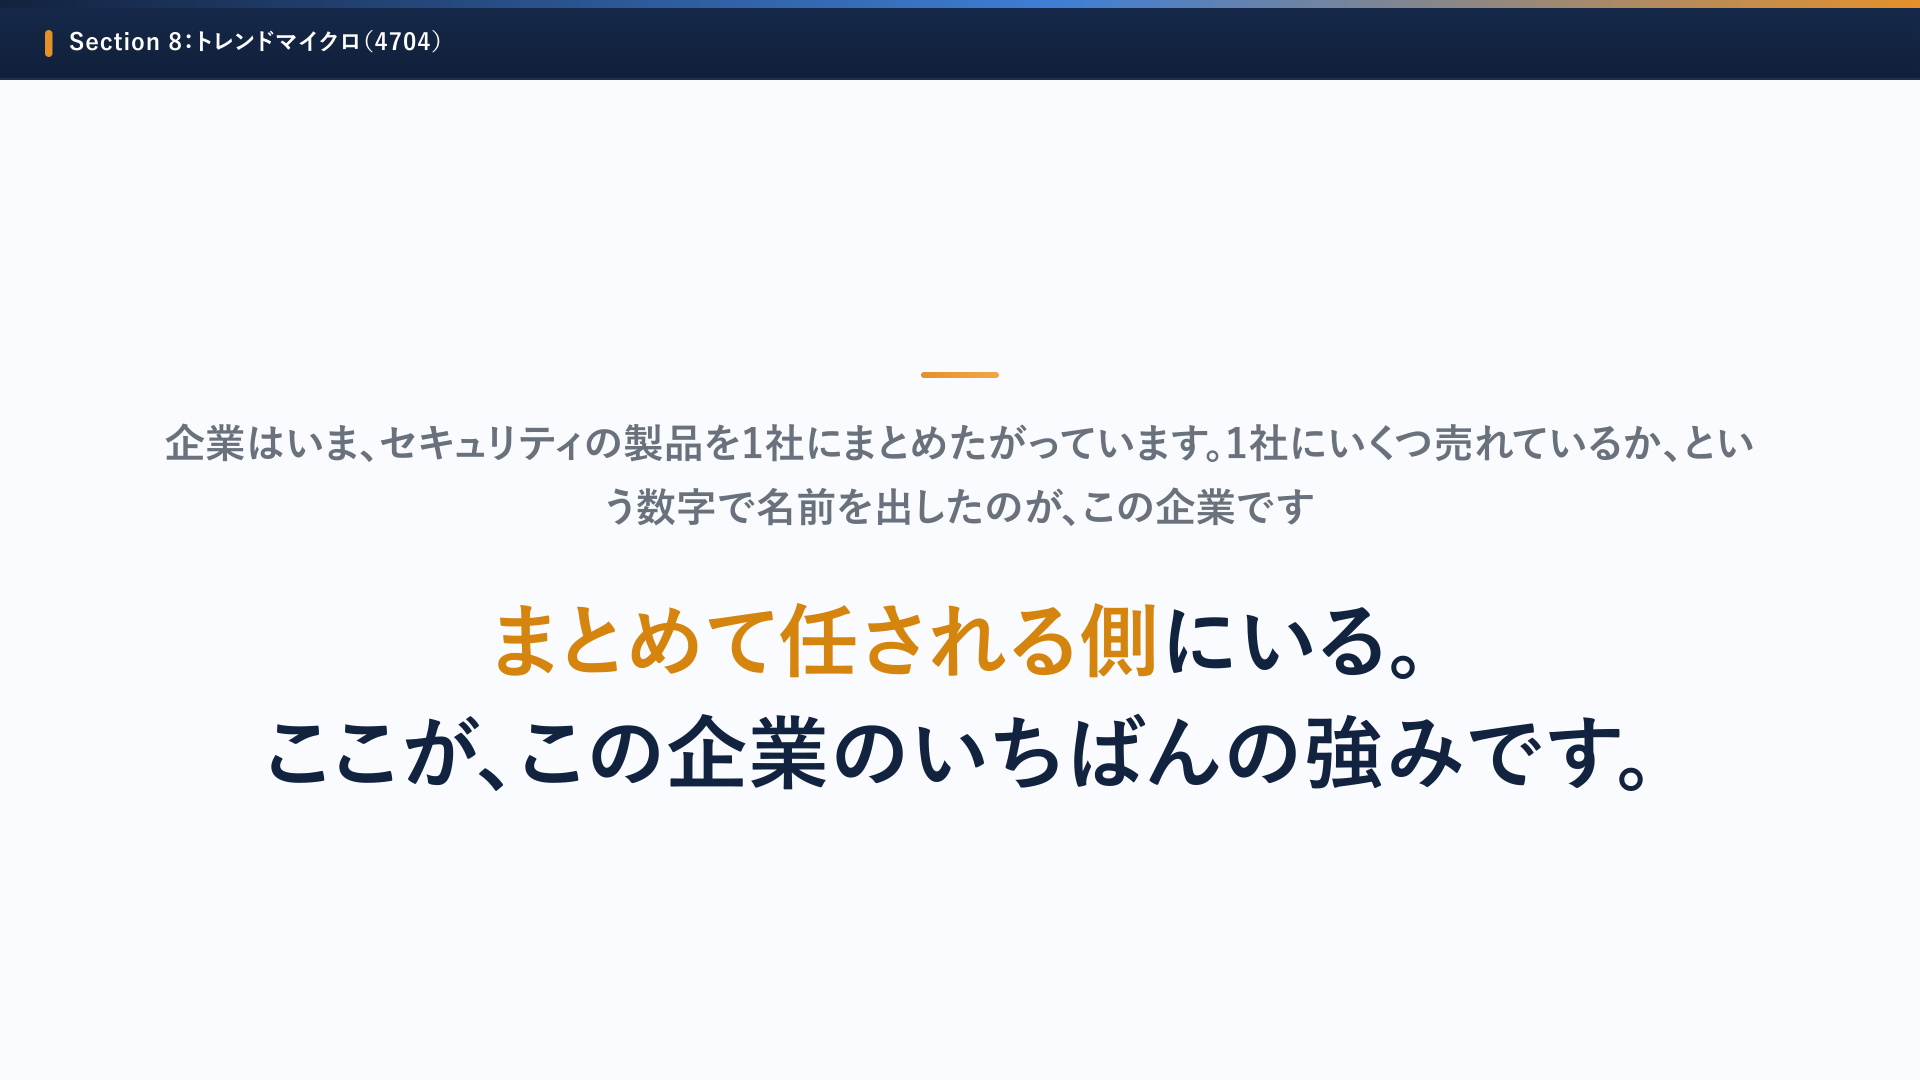 Section 8：トレンドマイクロ（4704）
企業はいま、セキュリティの製品を1社にまとめたがっています。1社にいくつ売れているか、とい
う数字で名前を出したのが、この企業です
まとめて任される側にいる。
ここが、この企業のいちばんの強みです。